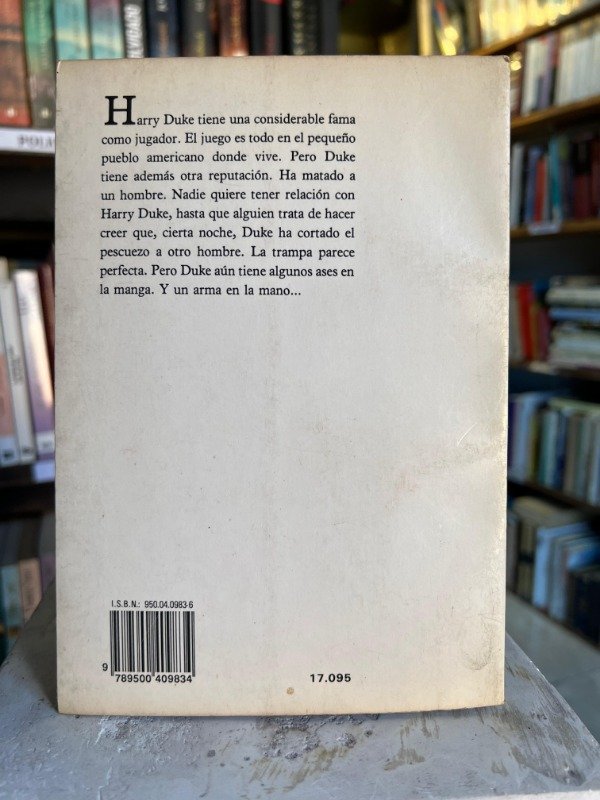 POLI
OLVIDADO
Harry Duke tiene una considerable fama
como jugador. El juego es todo en el pequeño
pueblo americano donde vive. Pero Duke
tiene además otra reputación. Ha matado a
un hombre. Nadie quiere tener relación con
Harry Duke, hasta que alguien trata de hacer
creer que, cierta noche, Duke ha cortado el
pescuezo a otro hombre. La trampa parece
perfecta. Pero Duke aún tiene algunos ases en
la manga. Y un arma en la mano...
I.S.B.N.: 950.04.0983-6
9 789500 409834
17.095